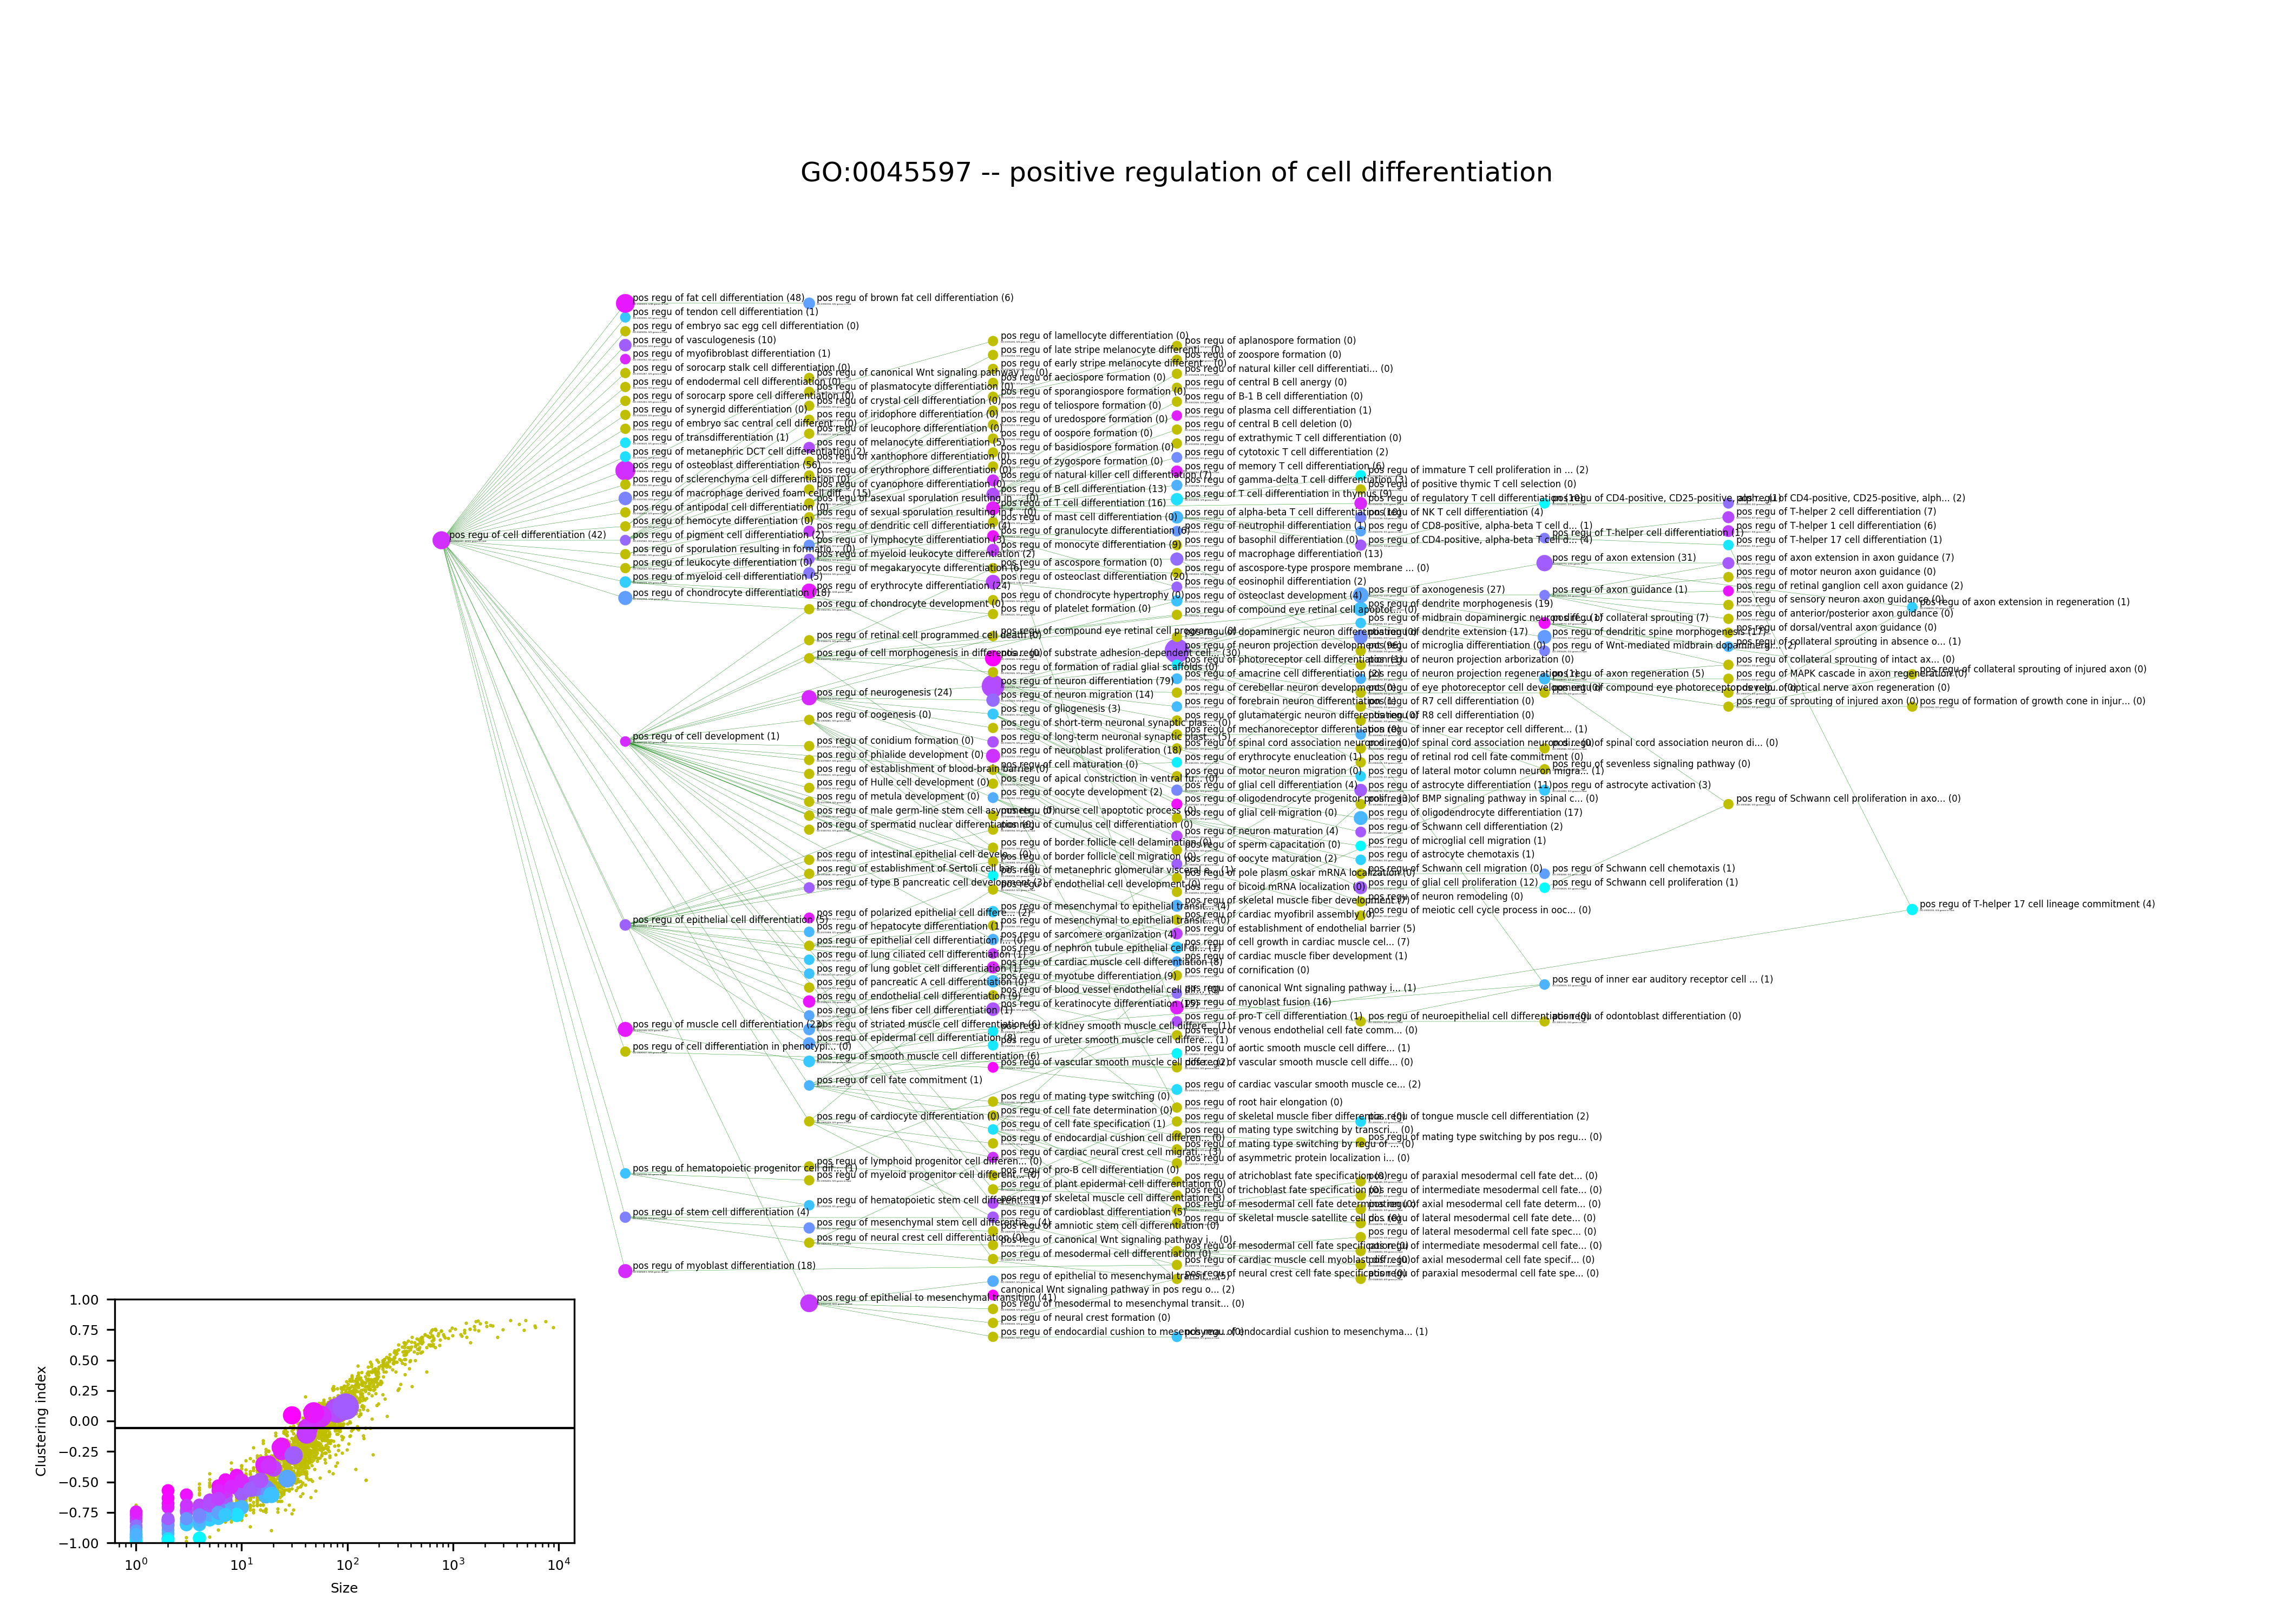 GO:0045597 -- positive regulation of cell differentiation
pos regu of cell differentiation (42)
pos regu of fat cell differentiation (48)
pos regu of tendon cell differentiation (1)
pos regu of embryo sac egg cell differentiation (0)
pos regu of vasculogenesis (10)
pos regu of myofibroblast differentiation (1)
pos regu of sorocarp stalk cell differentiation (0)
pos regu of endodermal cell differentiation (0)
pos regu of sorocarp spore cell differentiation (0)
pos regu of synergid differentiation (0)
pos regu of embryo sac central cell different... (0)
pos regu of transdifferentiation (1)
pos regu of metanephric DCT cell differentiation (2)
pos regu of osteoblast differentiation (56)
pos regu of sclerenchyma cell differentiation (0)
pos regu of macrophage derived foam cell diff... (15)
pos regu of antipodal cell differentiation (0)
pos regu of hemocyte differentiation (0)
pos regu of pigment cell differentiation (2)
pos regu of sporulation resulting in formatio... (0)
pos regu of leukocyte differentiation (0)
pos regu of myeloid cell differentiation (5)
pos regu of chondrocyte differentiation (18)
pos regu of cell development (1)
pos regu of epithelial cell differentiation (5)
pos regu of muscle cell differentiation (23)
pos regu of cell differentiation in phenotypi... (0)
pos regu of hematopoietic progenitor cell dif... (1)
pos regu of stem cell differentiation (4)
pos regu of myoblast differentiation (18)
pos regu of brown fat cell differentiation (6)
pos regu of canonical Wnt signaling pathway i... (0)
pos regu of plasmatocyte differentiation (0)
pos regu of crystal cell differentiation (0)
pos regu of iridophore differentiation (0)
pos regu of leucophore differentiation (0)
pos regu of melanocyte differentiation (5)
pos regu of xanthophore differentiation (0)
pos regu of erythrophore differentiation (0)
pos regu of cyanophore differentiation (0)
pos regu of asexual sporulation resulting in ... (0)
pos regu of sexual sporulation resulting in f... (0)
pos regu of dendritic cell differentiation (4)
pos regu of lymphocyte differentiation (3)
pos regu of myeloid leukocyte differentiation (2)
pos regu of megakaryocyte differentiation (6)
pos regu of erythrocyte differentiation (24)
pos regu of chondrocyte development (0)
pos regu of retinal cell programmed cell death (0)
pos regu of cell morphogenesis in differentia... (0)
pos regu of neurogenesis (24)
pos regu of oogenesis (0)
pos regu of conidium formation (0)
pos regu of phialide development (0)
pos regu of establishment of blood-brain barrier (0)
pos regu of Hulle cell development (0)
pos regu of metula development (0)
pos regu of male germ-line stem cell asymmetr... (0)
pos regu of spermatid nuclear differentiation (0)
pos regu of intestinal epithelial cell develo... (0)
pos regu of establishment of Sertoli cell bar... (0)
pos regu of type B pancreatic cell development (3)
pos regu of polarized epithelial cell differe... (2)
pos regu of hepatocyte differentiation (1)
pos regu of epithelial cell differentiation i... (0)
pos regu of lung ciliated cell differentiation (1)
pos regu of lung goblet cell differentiation (1)
pos regu of pancreatic A cell differentiation (0)
pos regu of endothelial cell differentiation (9)
pos regu of lens fiber cell differentiation (1)
pos regu of striated muscle cell differentiation (6)
pos regu of epidermal cell differentiation (8)
pos regu of smooth muscle cell differentiation (6)
pos regu of cell fate commitment (1)
pos regu of cardiocyte differentiation (0)
pos regu of lymphoid progenitor cell differen... (0)
pos regu of myeloid progenitor cell different... (0)
pos regu of hematopoietic stem cell different... (1)
pos regu of mesenchymal stem cell differentia... (4)
pos regu of neural crest cell differentiation (0)
pos regu of epithelial to mesenchymal transition (41)
pos regu of lamellocyte differentiation (0)
pos regu of late stripe melanocyte differenti... (0)
pos regu of early stripe melanocyte different... (0)
pos regu of aeciospore formation (0)
pos regu of sporangiospore formation (0)
pos regu of teliospore formation (0)
pos regu of uredospore formation (0)
pos regu of oospore formation (0)
pos regu of basidiospore formation (0)
pos regu of zygospore formation (0)
pos regu of natural killer cell differentiation (7)
pos regu of B cell differentiation (13)
pos regu of T cell differentiation (16)
pos regu of mast cell differentiation (0)
pos regu of granulocyte differentiation (6)
pos regu of monocyte differentiation (9)
pos regu of ascospore formation (0)
pos regu of osteoclast differentiation (20)
pos regu of chondrocyte hypertrophy (0)
pos regu of platelet formation (0)
pos regu of compound eye retinal cell program... (0)
pos regu of substrate adhesion-dependent cell... (30)
pos regu of formation of radial glial scaffolds (0)
pos regu of neuron differentiation (79)
pos regu of neuron migration (14)
pos regu of gliogenesis (3)
pos regu of short-term neuronal synaptic plas... (0)
pos regu of long-term neuronal synaptic plast... (5)
pos regu of neuroblast proliferation (18)
pos regu of cell maturation (0)
pos regu of apical constriction in ventral fu... (0)
pos regu of oocyte development (2)
pos regu of nurse cell apoptotic process (0)
pos regu of cumulus cell differentiation (0)
pos regu of border follicle cell delamination (0)
pos regu of border follicle cell migration (0)
pos regu of metanephric glomerular visceral e... (1)
pos regu of endothelial cell development (0)
pos regu of mesenchymal to epithelial transit... (4)
pos regu of mesenchymal to epithelial transit... (0)
pos regu of sarcomere organization (4)
pos regu of nephron tubule epithelial cell di... (1)
pos regu of cardiac muscle cell differentiation (8)
pos regu of myotube differentiation (9)
pos regu of blood vessel endothelial cell dif...
pos regu of keratinocyte differentiation (15)
pos regu of kidney smooth muscle cell differe... (1)
pos regu of ureter smooth muscle cell differe... (1)
pos regu of vascular smooth muscle cell diffe... (2)
pos regu of mating type switching (0)
pos regu of cell fate determination (0)
pos regu of cell fate specification (1)
pos regu of endocardial cushion cell differen... (0)
pos regu of cardiac neural crest cell migrati... (3)
pos regu of pro-B cell differentiation (0)
pos regu of plant epidermal cell differentiation (0)
pos regu of skeletal muscle cell differentiation (3)
pos regu of cardioblast differentiation (5)
pos regu of amniotic stem cell differentiation (0)
pos regu of canonical Wnt signaling pathway i... (0)
pos regu of mesodermal cell differentiation (0)
pos regu of epithelial to mesenchymal transit... (5)
canonical Wnt signaling pathway in pos regu o... (2)
pos regu of mesodermal to mesenchymal transit... (0)
pos regu of neural crest formation (0)
pos regu of endocardial cushion to mesenchyma... (0)
pos regu of aplanospore formation (0)
pos regu of zoospore formation (0)
pos regu of natural killer cell differentiati... (0)
pos regu of central B cell anergy (0)
pos regu of B-1 B cell differentiation (0)
pos regu of plasma cell differentiation (1)
pos regu of central B cell deletion (0)
pos regu of extrathymic T cell differentiation (0)
pos regu of cytotoxic T cell differentiation (2)
pos regu of memory T cell differentiation (6)
pos regu of gamma-delta T cell differentiation (3)
pos regu of T cell differentiation in thymus (9)
pos regu of alpha-beta T cell differentiation (10)
pos regu of neutrophil differentiation (1)
pos regu of basophil differentiation (0)
pos regu of macrophage differentiation (13)
pos regu of ascospore-type prospore membrane ... (0)
pos regu of eosinophil differentiation (2)
pos regu of osteoclast development (4)
pos regu of compound eye retinal cell apoptot... (0)
pos regu of dopaminergic neuron differentiation (6)
pos regu of neuron projection development (96)
pos regu of photoreceptor cell differentiation (1)
pos regu of amacrine cell differentiation (2)
pos regu of cerebellar neuron development (0)
pos regu of forebrain neuron differentiation (1)
pos regu of glutamatergic neuron differentiation (0)
pos regu of mechanoreceptor differentiation (0)
pos regu of spinal cord association neuron di... (0)
pos regu of erythrocyte enucleation (1)
pos regu of motor neuron migration (0)
pos regu of glial cell differentiation (4)
pos regu of oligodendrocyte progenitor prolif... (3)
pos regu of glial cell migration (0)
pos regu of neuron maturation (4)
pos regu of sperm capacitation (0)
pos regu of oocyte maturation (2)
pos regu of pole plasm oskar mRNA localization (0)
pos regu of bicoid mRNA localization (0)
pos regu of skeletal muscle fiber development (7)
pos regu of cardiac myofibril assembly (0)
pos regu of establishment of endothelial barrier (5)
pos regu of cell growth in cardiac muscle cel... (7)
pos regu of cardiac muscle fiber development (1)
pos regu of cornification (0)
pos regu of canonical Wnt signaling pathway i... (1)
pos regu of myoblast fusion (16)
pos regu of pro-T cell differentiation (1)
pos regu of venous endothelial cell fate comm... (0)
pos regu of aortic smooth muscle cell differe... (1)
pos regu of vascular smooth muscle cell diffe... (0)
pos regu of cardiac vascular smooth muscle ce... (2)
pos regu of root hair elongation (0)
pos regu of skeletal muscle fiber differentia... (0)
pos regu of mating type switching by transcri... (0)
pos regu of mating type switching by regu of ... (0)
pos regu of asymmetric protein localization i... (0)
pos regu of atrichoblast fate specification (0)
pos regu of trichoblast fate specification (0)
pos regu of mesodermal cell fate determination (0)
pos regu of skeletal muscle satellite cell di... (0)
pos regu of mesodermal cell fate specification (0)
pos regu of cardiac muscle cell myoblast diff... (0)
pos regu of neural crest cell fate specification (0)
pos regu of endocardial cushion to mesenchyma... (1)
pos regu of immature T cell proliferation in ... (2)
pos regu of positive thymic T cell selection (0)
pos regu of regulatory T cell differentiation (10)
pos regu of NK T cell differentiation (4)
pos regu of CD8-positive, alpha-beta T cell d... (1)
pos regu of CD4-positive, alpha-beta T cell d... (4)
pos regu of axonogenesis (27)
pos regu of dendrite morphogenesis (19)
pos regu of midbrain dopaminergic neuron diff... (1)
pos regu of dendrite extension (17)
pos regu of microglia differentiation (0)
pos regu of neuron projection arborization (0)
pos regu of neuron projection regeneration (1)
pos regu of eye photoreceptor cell development (0)
pos regu of R7 cell differentiation (0)
pos regu of R8 cell differentiation (0)
pos regu of inner ear receptor cell different... (1)
pos regu of spinal cord association neuron di... (0)
pos regu of retinal rod cell fate commitment (0)
pos regu of lateral motor column neuron migra... (1)
pos regu of astrocyte differentiation (11)
pos regu of BMP signaling pathway in spinal c... (0)
pos regu of oligodendrocyte differentiation (17)
pos regu of Schwann cell differentiation (2)
pos regu of microglial cell migration (1)
pos regu of astrocyte chemotaxis (1)
pos regu of Schwann cell migration (0)
pos regu of glial cell proliferation (12)
pos regu of neuron remodeling (0)
pos regu of meiotic cell cycle process in ooc... (0)
pos regu of neuroepithelial cell differentiation (0)
pos regu of tongue muscle cell differentiation (2)
pos regu of mating type switching by pos regu... (0)
pos regu of paraxial mesodermal cell fate det... (0)
pos regu of intermediate mesodermal cell fate... (0)
pos regu of axial mesodermal cell fate determ... (0)
pos regu of lateral mesodermal cell fate dete... (0)
pos regu of lateral mesodermal cell fate spec... (0)
pos regu of intermediate mesodermal cell fate... (0)
pos regu of axial mesodermal cell fate specif... (0)
pos regu of paraxial mesodermal cell fate spe... (0)
pos regu of CD4-positive, CD25-positive, alph... (1)
pos regu of T-helper cell differentiation (1)
pos regu of axon extension (31)
pos regu of axon guidance (1)
pos regu of collateral sprouting (7)
pos regu of dendritic spine morphogenesis (17)
pos regu of Wnt-mediated midbrain dopaminergi... (2)
pos regu of axon regeneration (5)
pos regu of compound eye photoreceptor develo... (0)
pos regu of spinal cord association neuron di... (0)
pos regu of sevenless signaling pathway (0)
pos regu of astrocyte activation (3)
pos regu of Schwann cell chemotaxis (1)
pos regu of Schwann cell proliferation (1)
pos regu of inner ear auditory receptor cell ... (1)
pos regu of odontoblast differentiation (0)
pos regu of CD4-positive, CD25-positive, alph... (2)
pos regu of T-helper 2 cell differentiation (7)
pos regu of T-helper 1 cell differentiation (6)
pos regu of T-helper 17 cell differentiation (1)
pos regu of axon extension in axon guidance (7)
pos regu of motor neuron axon guidance (0)
pos regu of retinal ganglion cell axon guidance (2)
pos regu of sensory neuron axon guidance (0)
pos regu of anterior/posterior axon guidance (0)
pos regu of dorsal/ventral axon guidance (0)
pos regu of collateral sprouting in absence o... (1)
pos regu of collateral sprouting of intact ax... (0)
pos regu of MAPK cascade in axon regeneration (0)
pos regu of optical nerve axon regeneration (0)
pos regu of sprouting of injured axon (0)
pos regu of Schwann cell proliferation in axo... (0)
pos regu of axon extension in regeneration (1)
pos regu of collateral sprouting of injured axon (0)
pos regu of formation of growth cone in injur... (0)
pos regu of T-helper 17 cell lineage commitment (4)
1.00
0.75
0.50
0.25
0.00
−0.25
−0.50
−0.75
−1.00
Clustering index
10^0
10^1
10^2
10^3
10^4
Size